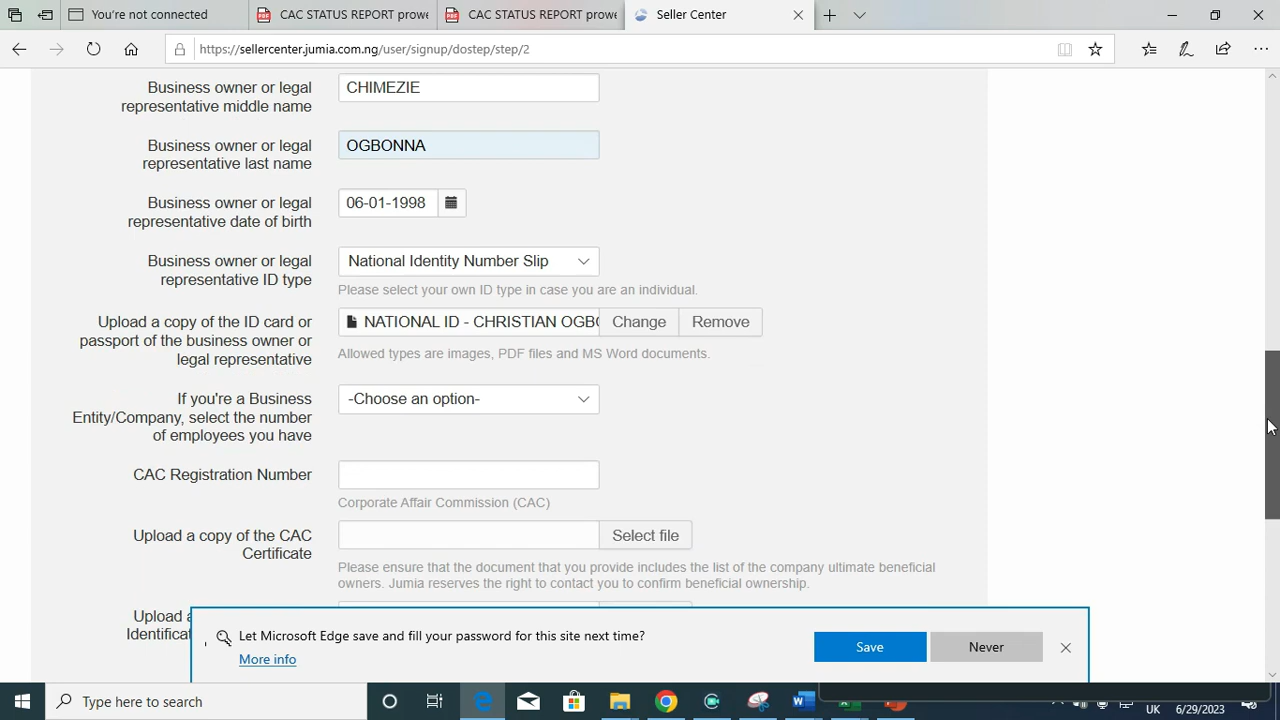 You're not connected
CAC STATUS REPORT prowe
CAC STATUS REPORT prowe
Seller Center
https://sellercenter.jumia.com.ng/user/signup/dostep/step/2
Business owner or legal
representative middle name
CHIMEZIE
Business owner or legal
representative last name
OGBONNA
Business owner or legal
representative date of birth
06-01-1998
Business owner or legal
representative ID type
National Identity Number Slip
Please select your own ID type in case you are an individual.
Upload a copy of the ID card or
passport of the business owner or
legal representative
NATIONAL ID - CHRISTIAN OGBO
Change
Remove
Allowed types are images, PDF files and MS Word documents.
If you're a Business
Entity/Company, select the number
of employees you have
-Choose an option-
CAC Registration Number
Corporate Affair Commission (CAC)
Upload a copy of the CAC
Certificate
Select file
Please ensure that the document that you provide includes the list of the company ultimate beneficial
owners. Jumia reserves the right to contact you to confirm beneficial ownership.
Upload a
Identificat
Let Microsoft Edge save and fill your password for this site next time?
More info
Save
Never
Type here to search
UK
6/29/2023